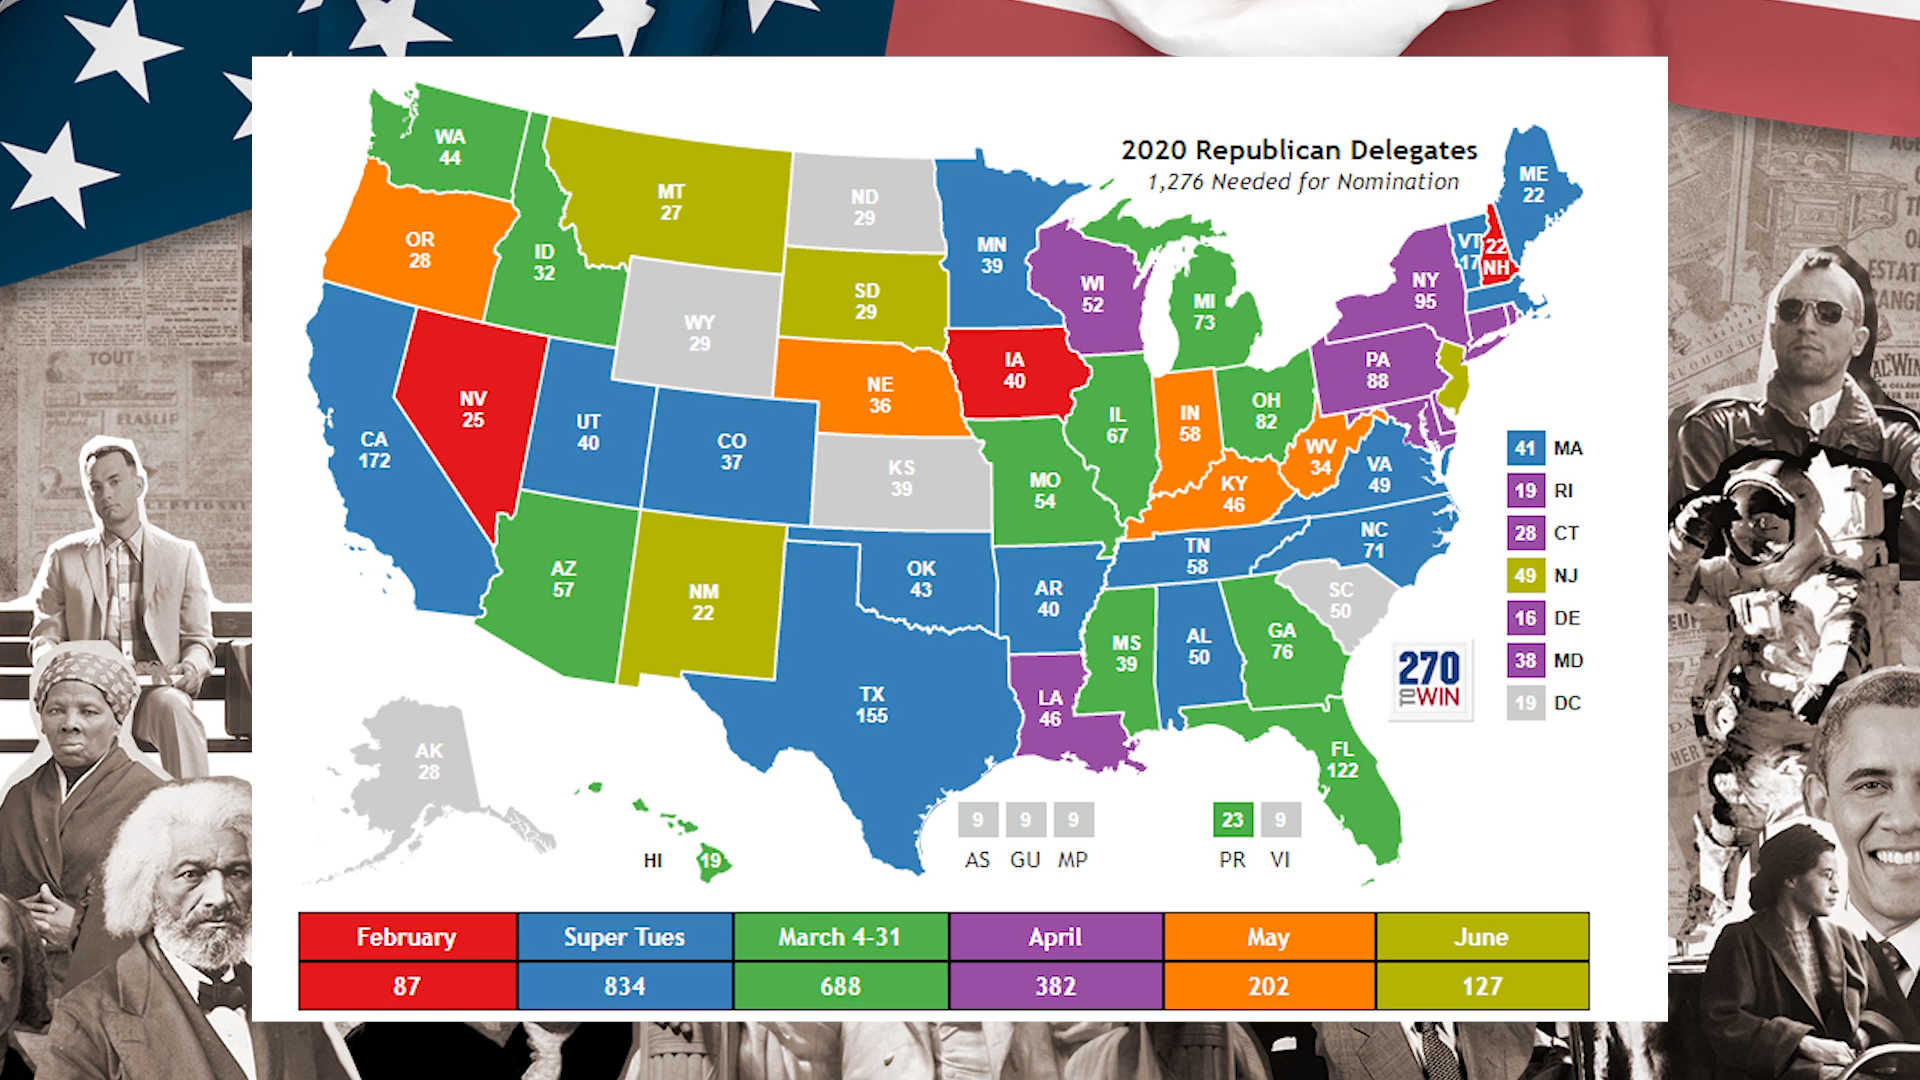 2020 Republican Delegates
1,276 Needed for Nomination
WA
44
OR
28
ID
32
MT
27
ND
29
SD
29
WY
29
MN
39
WI
52
MI
73
ME
22
VT
17
22
NH
NY
95
PA
88
IA
40
NE
36
NV
25
UT
40
CO
37
CA
172
KS
39
MO
54
IL
67
IN
58
OH
82
WV
34
KY
46
VA
49
NC
71
TN
58
SC
50
AZ
57
NM
22
OK
43
AR
40
MS
39
AL
50
GA
76
TX
155
LA
46
FL
122
AK
28
HI 19
41 MA
19 RI
28 CT
49 NJ
16 DE
38 MD
19 DC
270
TO WIN
9 9 9 23 9
AS GU MP PR VI
February Super Tues March 4-31 April May June
87 834 688 382 202 127
TOUT
ELASLIP